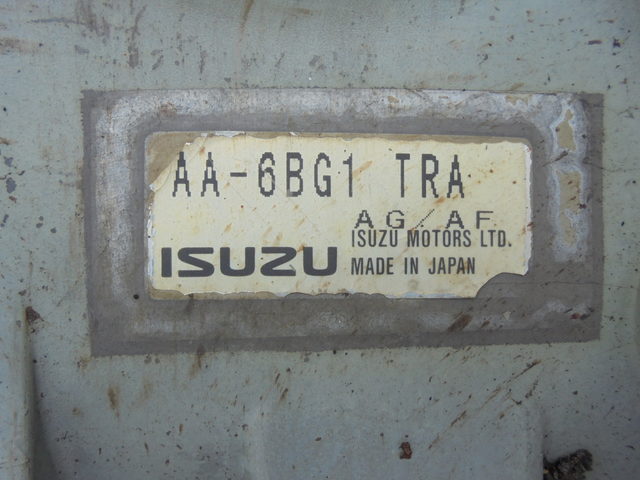 AA-6BG1 TRA
AG/AF
ISUZU MOTORS LTD.
ISUZU MADE IN JAPAN